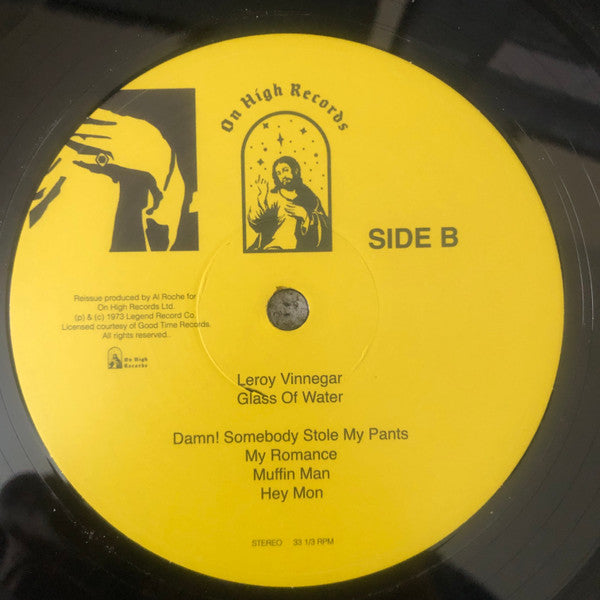 On High Records
SIDE B
Reissue produced by Al Roche for
On High Records Ltd.
(p) & (c) 1973 Legend Record Co.
Licensed courtesy of Good Time Records.
All rights reserved..
On High
Records
Leroy Vinnegar
Glass Of Water
Damn! Somebody Stole My Pants
My Romance
Muffin Man
Hey Mon
STEREO 33 1/3 RPM